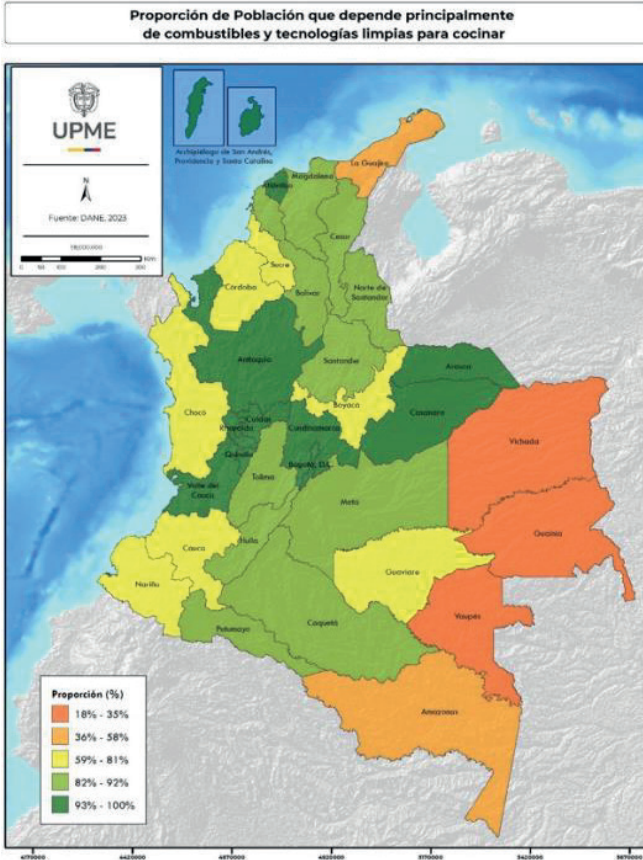 Proporción de Población que depende principalmente
de combustibles y tecnologías limpias para cocinar
UPME
N
Fuente: DANE, 2023
Km
Archipiélago de San Andrés,
Providencia y Santa Catalina
La Guajira
Magdalena
Atlántico
Cesar
Sucre
Córdoba
Bolívar
Norte de
Santander
Antioquia
Santander
Arauca
Boyacá
Casanare
Chocó
Caldas
Risaralda
Cundinamarca
Vichada
Quindío
Bogotá, D.C.
Valle del
Cauca
Tolima
Meta
Guainía
Cauca
Huila
Guaviare
Nariño
Vaupés
Putumayo
Caquetá
Amazonas
Proporción (%)
18% - 35%
36% - 58%
59% - 81%
82% - 92%
93% - 100%